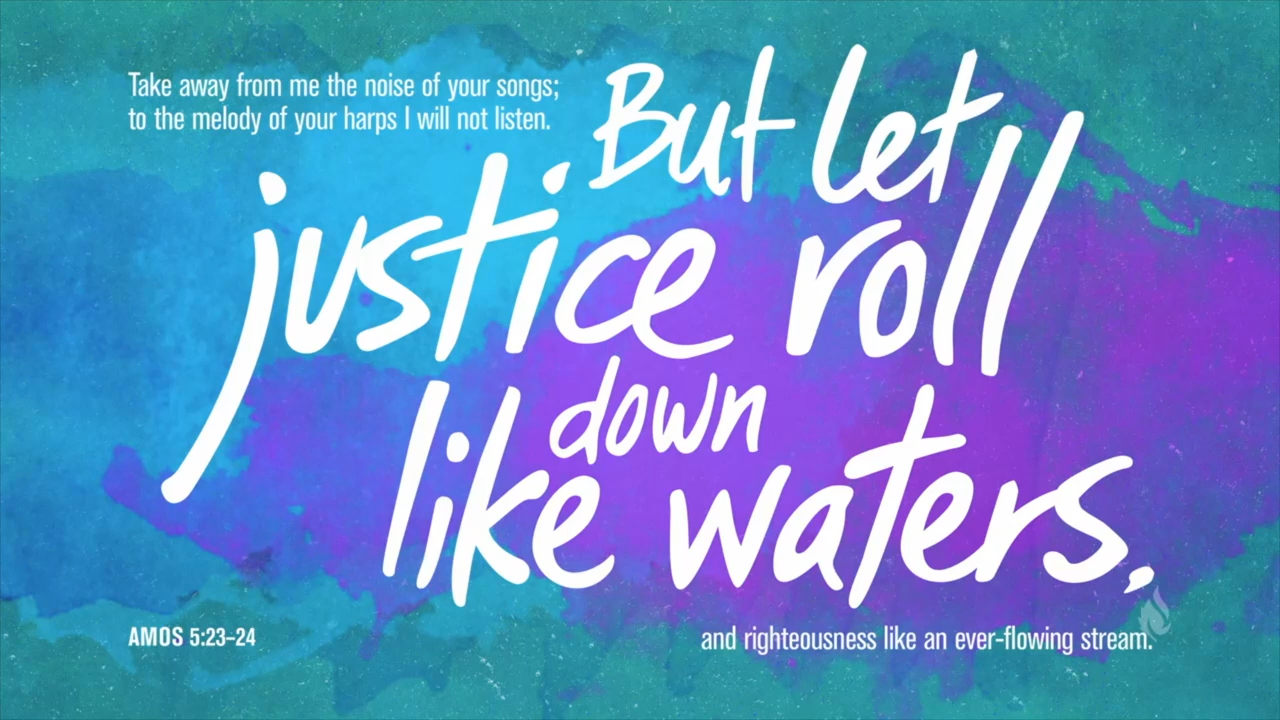 Take away from me the noise of your songs;
to the melody of your harps I will not listen.
But let
justice roll
down
like waters,
and righteousness like an ever-flowing stream.
AMOS 5:23–24